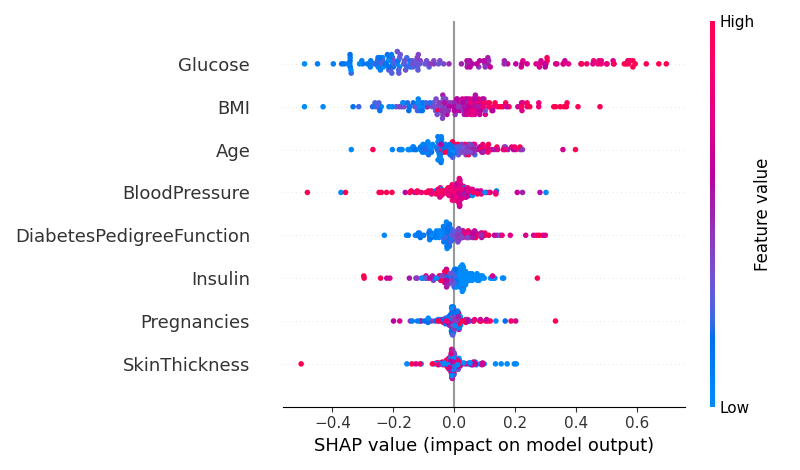 High
Glucose
BMI
Age
BloodPressure
DiabetesPedigreeFunction
Insulin
Pregnancies
SkinThickness
Feature value
Low
−0.4 −0.2 0.0 0.2 0.4 0.6
SHAP value (impact on model output)